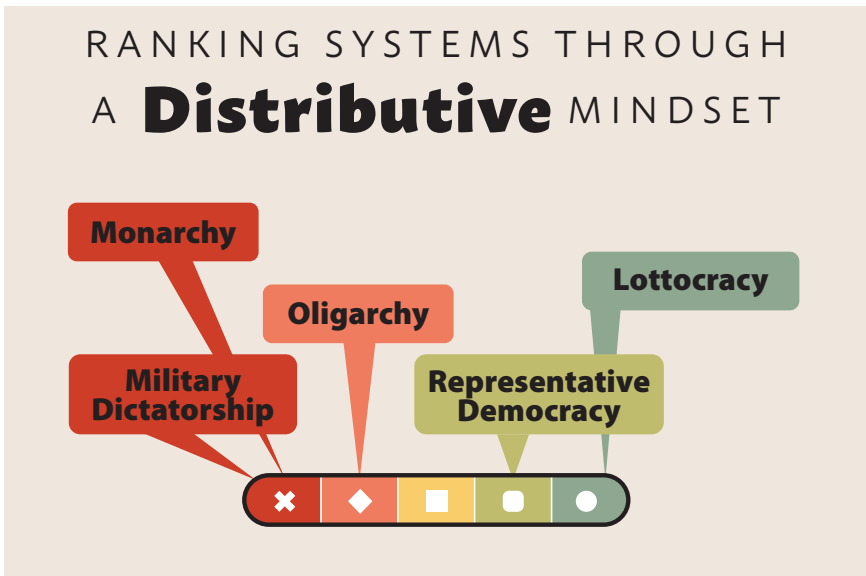 RANKING SYSTEMS THROUGH
A Distributive MINDSET
Monarchy
Lottocracy
Oligarchy
Military
Dictatorship
Representative
Democracy